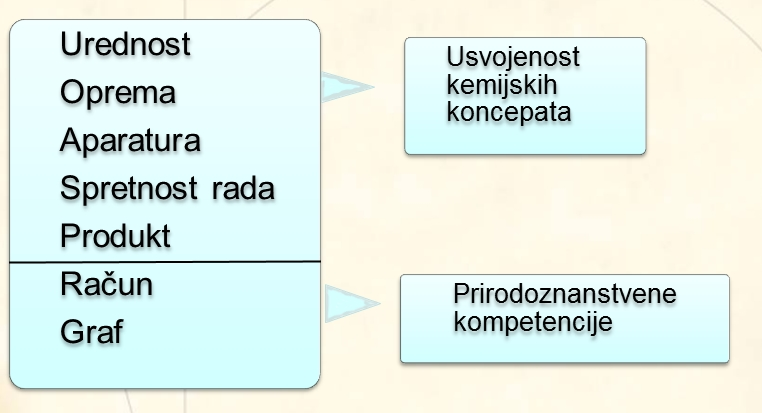 Urednost
Oprema
Aparatura
Spretnost rada
Produkt
Račun
Graf
Usvojenost
kemijskih
koncepata
Prirodoznanstvene
kompetencije